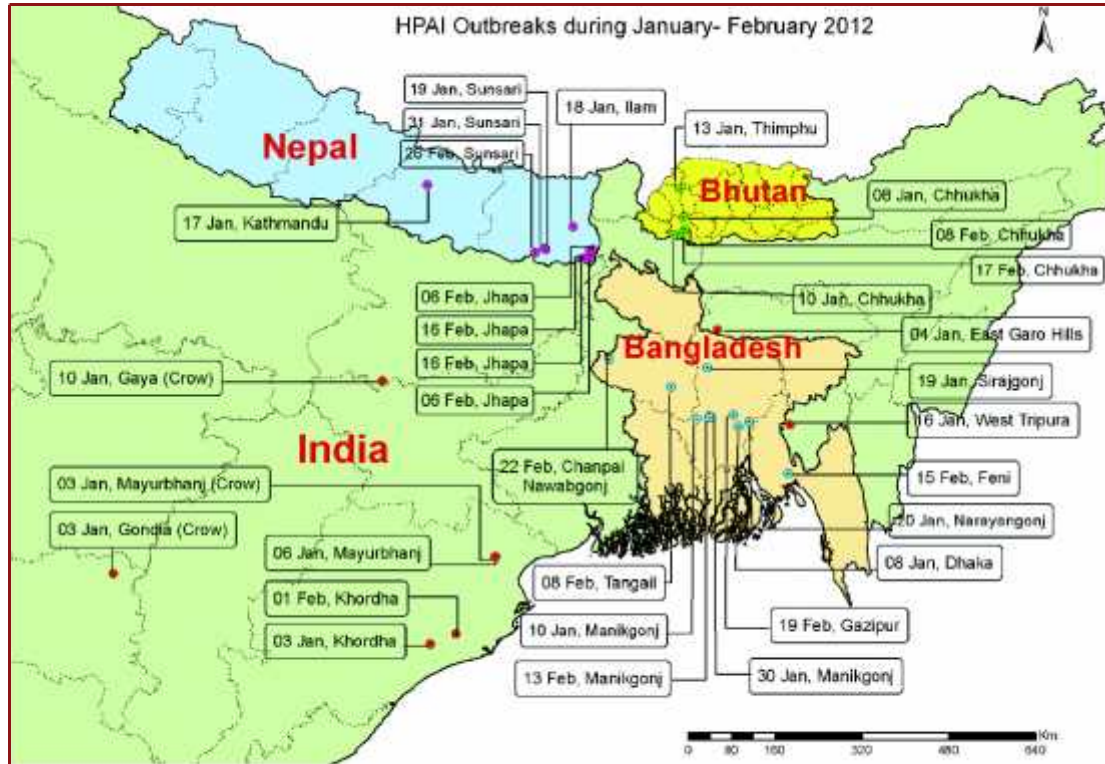 HPAI Outbreaks during January- February 2012
N
19 Jan, Sunsari
31 Jan, Sunsari
26 Feb, Sunsari
18 Jan, Ilam
13 Jan, Thimphu
Nepal
Bhutan
08 Jan, Chhukha
17 Jan, Kathmandu
08 Feb, Chhukha
17 Feb, Chhukha
06 Feb, Jhapa
10 Jan, Chhukha
16 Feb, Jhapa
04 Jan, East Garo Hills
Bangladesh
16 Feb, Jhapa
10 Jan, Gaya (Crow)
19 Jan, Sirajgonj
06 Feb, Jhapa
16 Jan, West Tripura
India
22 Feb, Chanpai
Nawabgonj
15 Feb, Feni
03 Jan, Mayurbhanj (Crow)
20 Jan, Narayangonj
03 Jan, Gondia (Crow)
06 Jan, Mayurbhanj
08 Jan, Dhaka
08 Feb, Tangail
01 Feb, Khordha
10 Jan, Manikgonj
19 Feb, Gazipur
03 Jan, Khordha
13 Feb, Manikgonj
30 Jan, Manikgonj
Km
0 40 80 160 320 480 640